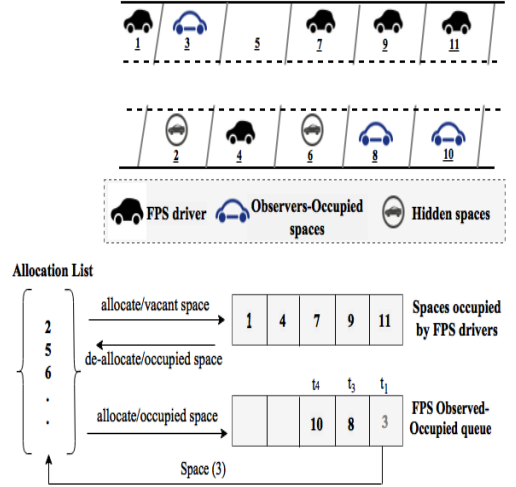 1 3 5 7 9 11
2 4 6 8 10
FPS driver Observers-Occupied spaces Hidden spaces
Allocation List
2
5
6
.
.
allocate/vacant space
1 4 7 9 11
Spaces occupied by FPS drivers
de-allocate/occupied space
t4 t3 t1
allocate/occupied space
10 8 3
FPS Observed-Occupied queue
Space (3)